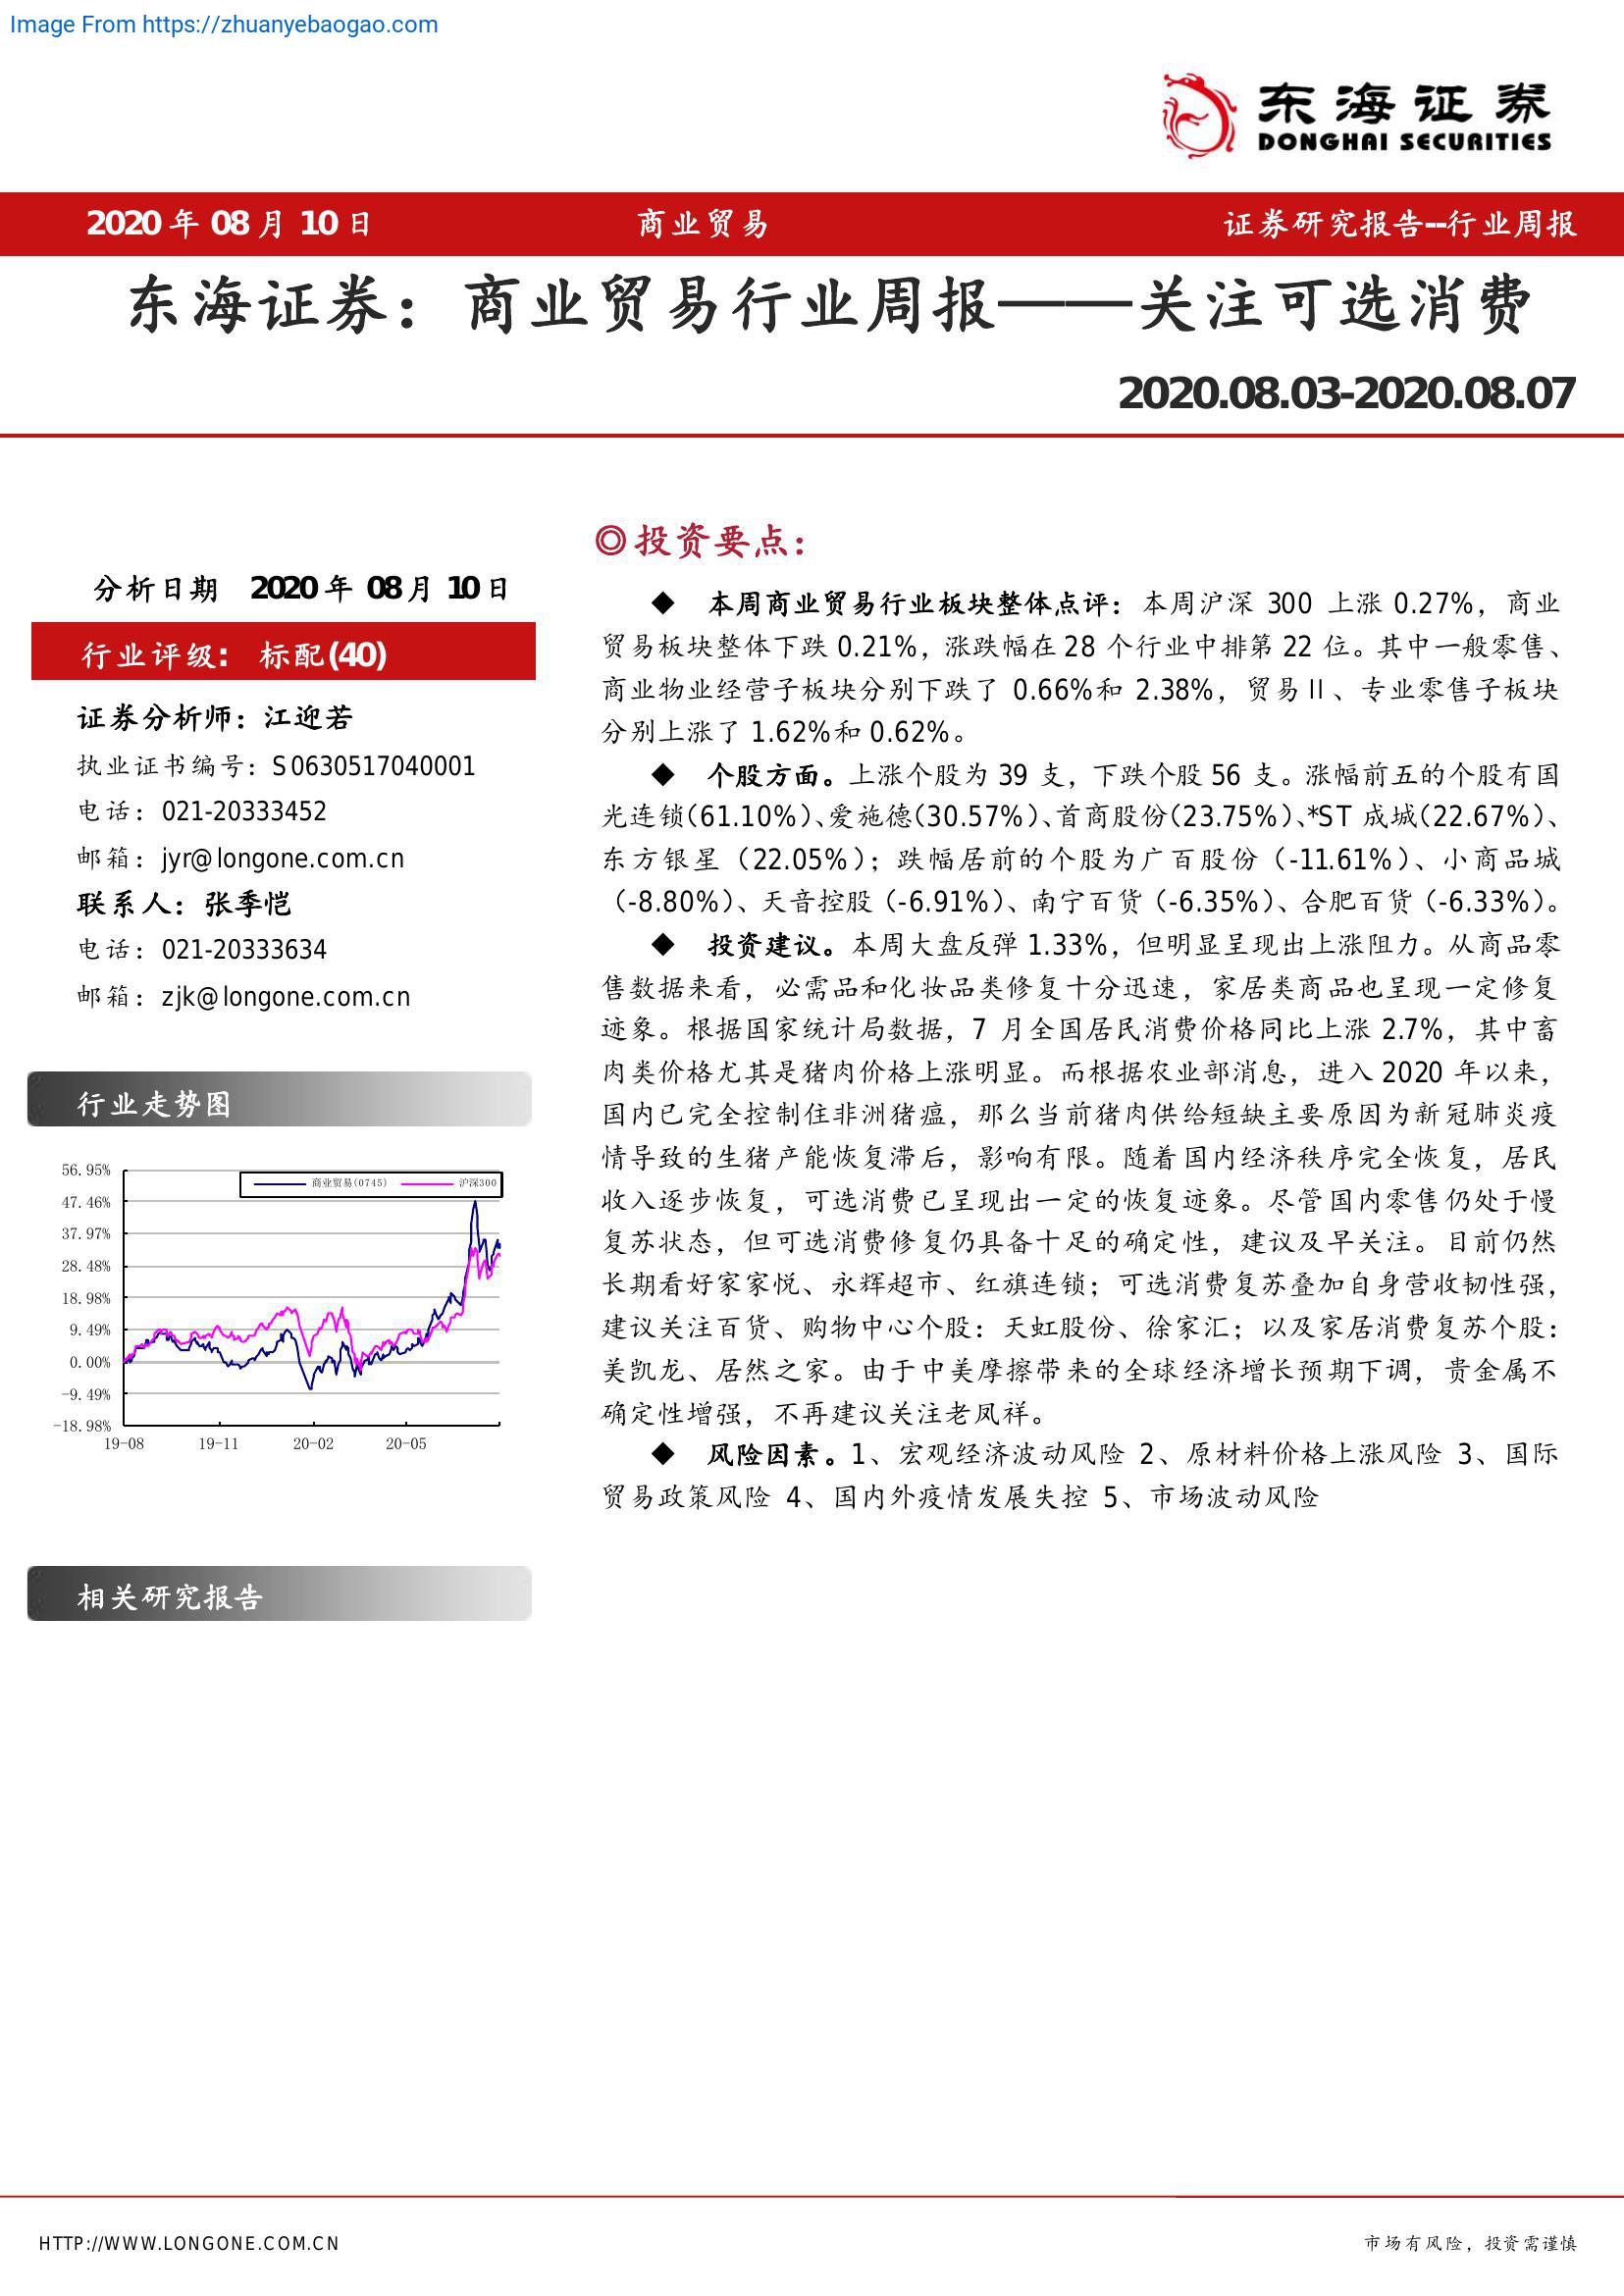 Image From https://zhuanyebaogao.com
东海证券
DONGHAI SECURITIES
2020 年 08 月 10 日 商业贸易 证券研究报告--行业周报
东海证券：商业贸易行业周报——关注可选消费
2020.08.03-2020.08.07
分析日期 2020 年 08 月 10 日
行业评级： 标配(40)
证券分析师：江迎若
执业证书编号：S0630517040001
电话：021-20333452
邮箱：jyr@longone.com.cn
联系人：张季恺
电话：021-20333634
邮箱：zjk@longone.com.cn
行业走势图
56.95%
47.46%
37.97%
28.48%
18.98%
9.49%
0.00%
-9.49%
-18.98%
商业贸易(0745) 沪深300
19-08 19-11 20-02 20-05
相关研究报告
◎投资要点：
◆ 本周商业贸易行业板块整体点评：本周沪深 300 上涨 0.27%，商业
贸易板块整体下跌 0.21%，涨跌幅在 28 个行业中排第 22 位。其中一般零售、
商业物业经营子板块分别下跌了 0.66%和 2.38%，贸易Ⅱ、专业零售子板块
分别上涨了 1.62%和 0.62%。
◆ 个股方面。上涨个股为 39 支，下跌个股 56 支。涨幅前五的个股有国
光连锁(61.10%)、爱施德(30.57%)、首商股份(23.75%)、*ST 成城(22.67%)、
东方银星（22.05%）；跌幅居前的个股为广百股份（-11.61%）、小商品城
（-8.80%）、天音控股（-6.91%）、南宁百货（-6.35%）、合肥百货（-6.33%）。
◆ 投资建议。本周大盘反弹 1.33%，但明显呈现出上涨阻力。从商品零
售数据来看，必需品和化妆品类修复十分迅速，家居类商品也呈现一定修复
迹象。根据国家统计局数据，7 月全国居民消费价格同比上涨 2.7%，其中畜
肉类价格尤其是猪肉价格上涨明显。而根据农业部消息，进入 2020 年以来，
国内已完全控制住非洲猪瘟，那么当前猪肉供给短缺主要原因为新冠肺炎疫
情导致的生猪产能恢复滞后，影响有限。随着国内经济秩序完全恢复，居民
收入逐步恢复，可选消费已呈现出一定的恢复迹象。尽管国内零售仍处于慢
复苏状态，但可选消费修复仍具备十足的确定性，建议及早关注。目前仍然
长期看好家家悦、永辉超市、红旗连锁；可选消费复苏叠加自身营收韧性强，
建议关注百货、购物中心个股：天虹股份、徐家汇；以及家居消费复苏个股：
美凯龙、居然之家。由于中美摩擦带来的全球经济增长预期下调，贵金属不
确定性增强，不再建议关注老凤祥。
◆ 风险因素。1、宏观经济波动风险 2、原材料价格上涨风险 3、国际
贸易政策风险 4、国内外疫情发展失控 5、市场波动风险
HTTP://WWW.LONGONE.COM.CN 市场有风险，投资需谨慎